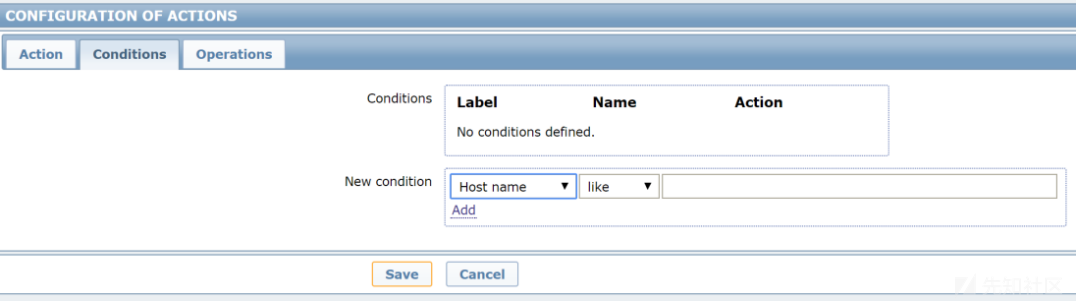 CONFIGURATION OF ACTIONS
Action Conditions Operations
Conditions Label Name Action
No conditions defined.
New condition Host name like
Add
Save Cancel
先知社区